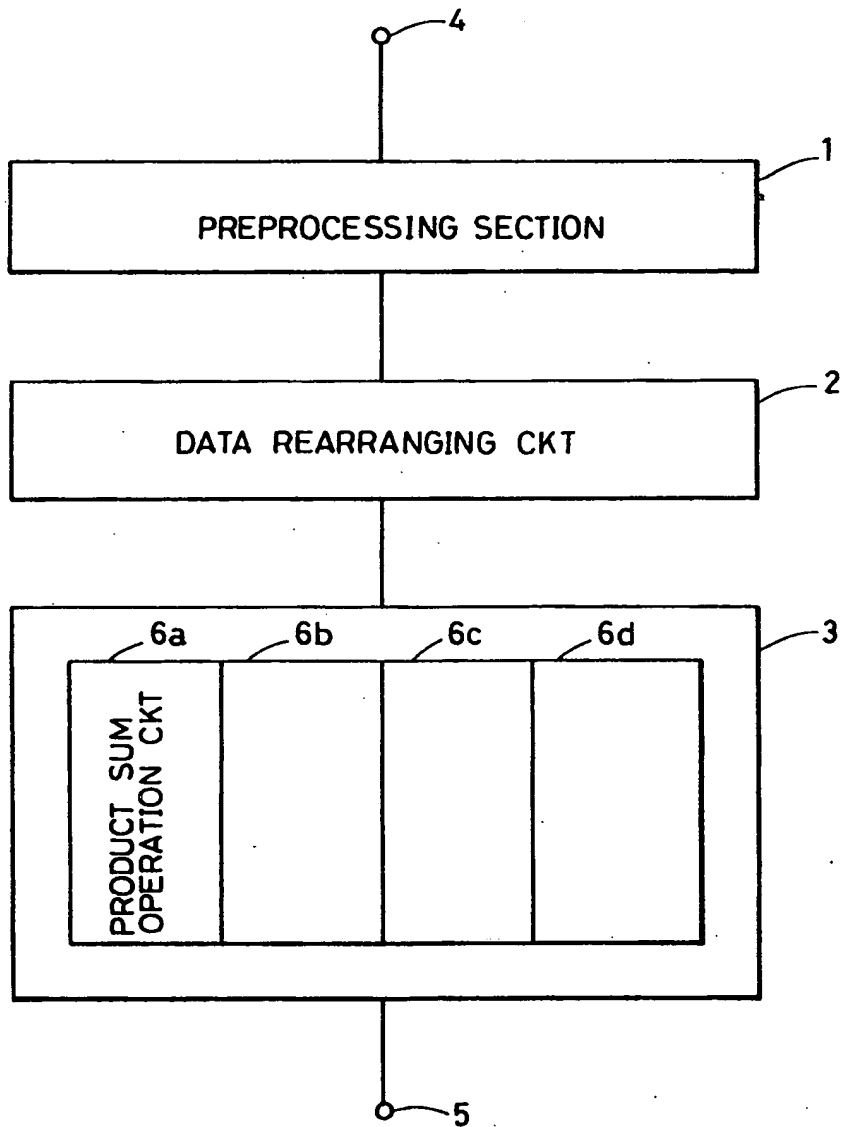 4
1
PREPROCESSING SECTION
2
DATA REARRANGING CKT
3
6a 6b 6c 6d
PRODUCT SUM
OPERATION CKT
5